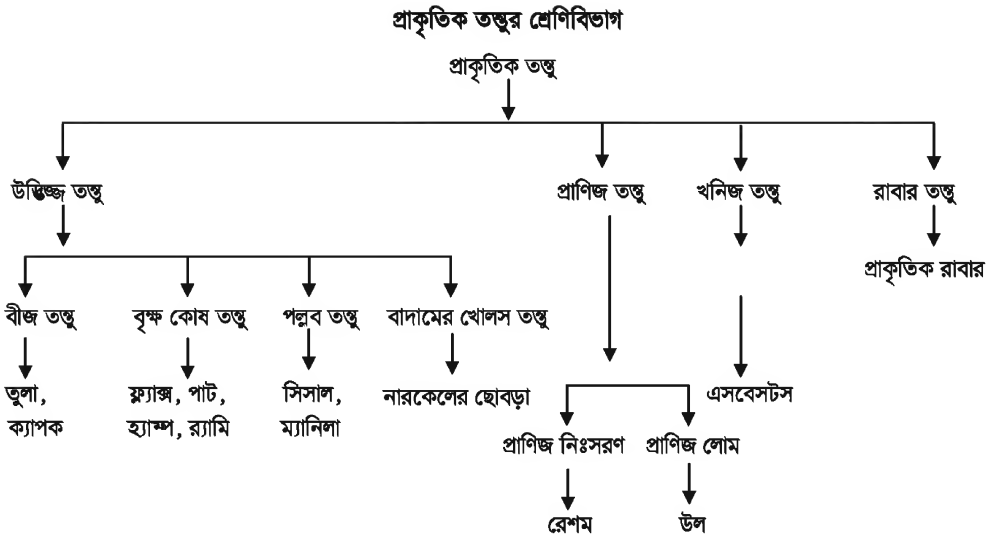 প্রাকৃতিক তন্তুর শ্রেণিবিভাগ
প্রাকৃতিক তন্তু
উদ্ভিজ্জ তন্তু
প্রাণিজ তন্তু
খনিজ তন্তু
রাবার তন্তু
প্রাকৃতিক রাবার
বীজ তন্তু
বৃক্ষ কোষ তন্তু
পল্লব তন্তু
বাদামের খোলস তন্তু
তুলা,
ক্যাপক
ফ্ল্যাক্স, পাট,
হ্যাম্প, র‍্যামি
সিসাল,
ম্যানিলা
নারকেলের ছোবড়া
এসবেসটস
প্রাণিজ নিঃসরণ
প্রাণিজ লোম
রেশম
উল